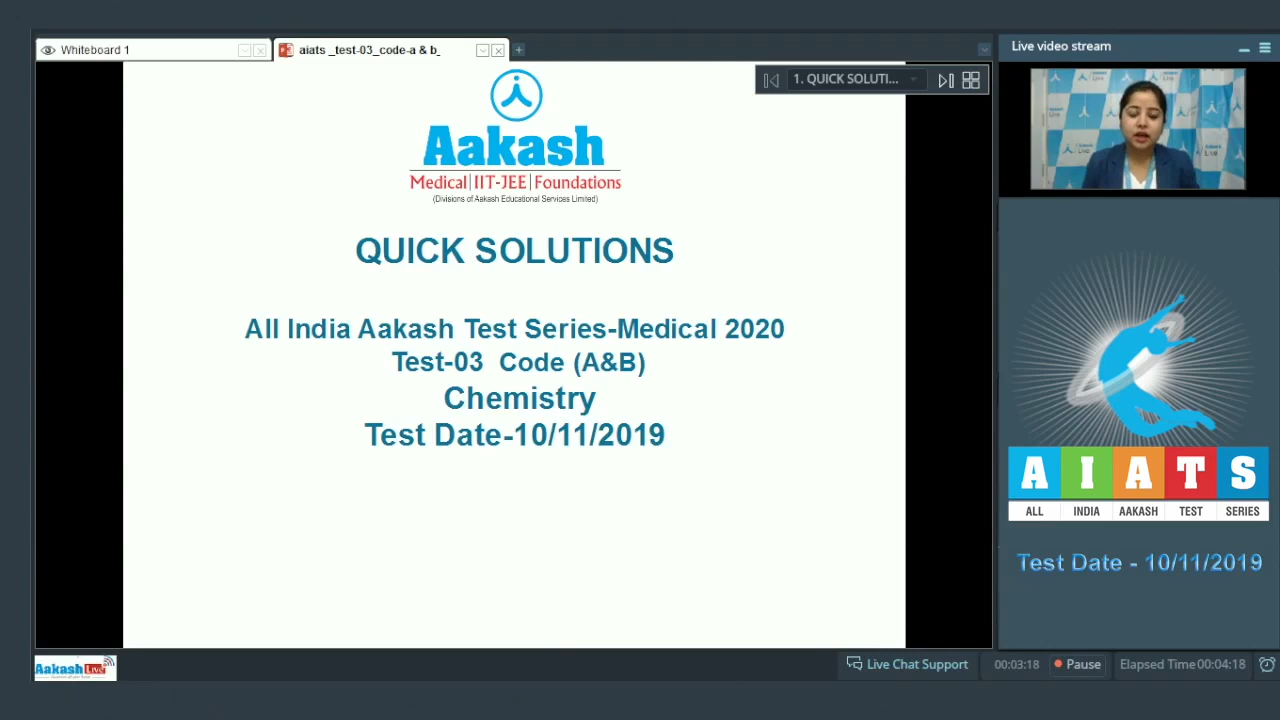 Whiteboard 1
aiats _test-03_code-a & b_
Live video stream
1. QUICK SOLUTI...
Aakash
Medical|IIT-JEE|Foundations
(Divisions of Aakash Educational Services Limited)
QUICK SOLUTIONS
All India Aakash Test Series-Medical 2020
Test-03 Code (A&B)
Chemistry
Test Date-10/11/2019
A I A T S
ALL INDIA AAKASH TEST SERIES
Test Date - 10/11/2019
Aakash Live
Live Chat Support
00:03:18
Pause
Elapsed Time 00:04:18